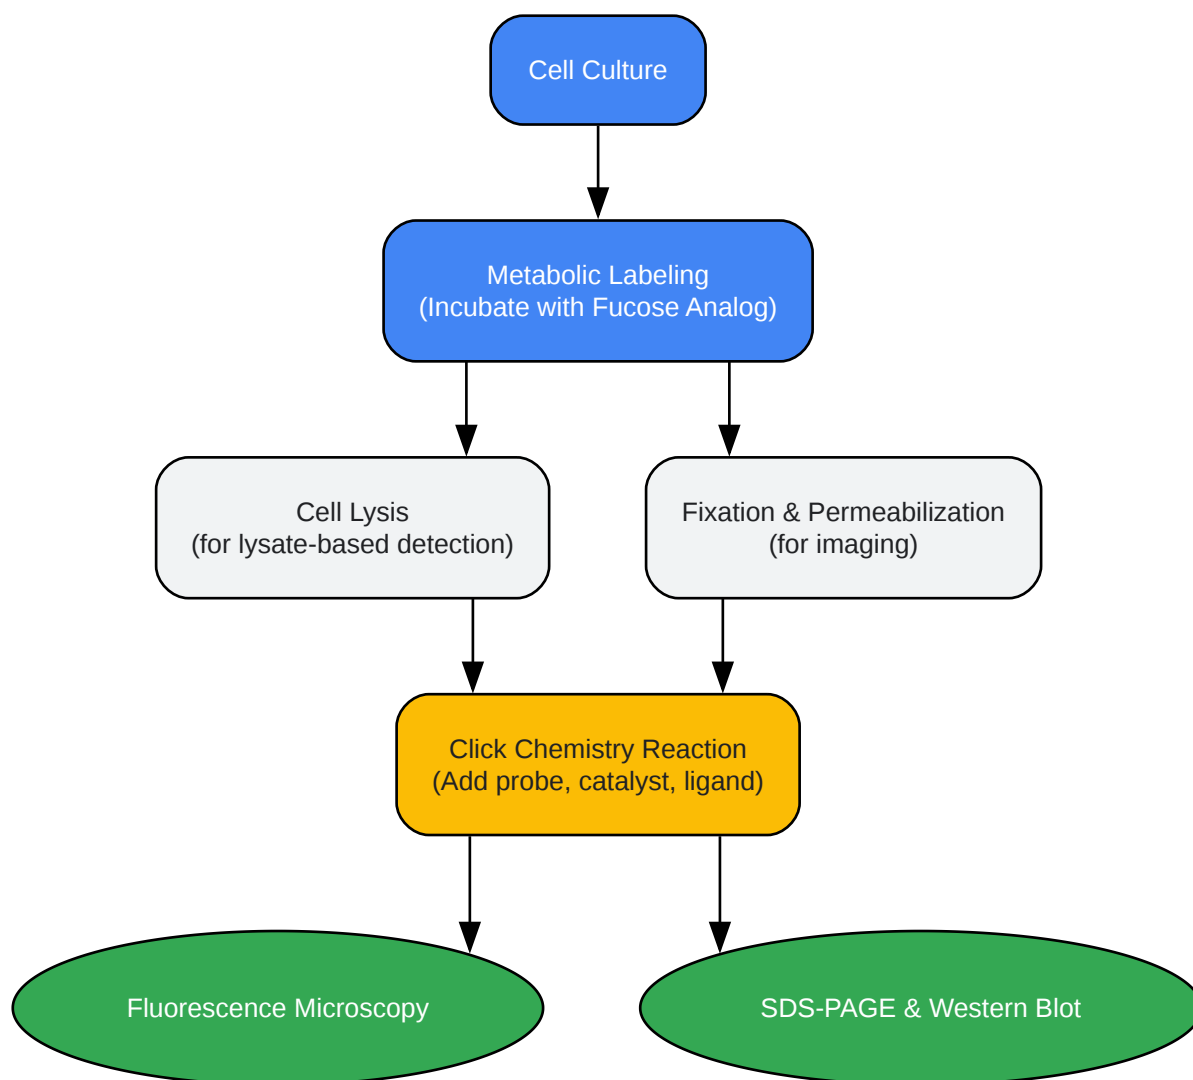 Cell Culture
Metabolic Labeling
(Incubate with Fucose Analog)
Cell Lysis
(for lysate-based detection)
Fixation & Permeabilization
(for imaging)
Click Chemistry Reaction
(Add probe, catalyst, ligand)
Fluorescence Microscopy
SDS-PAGE & Western Blot